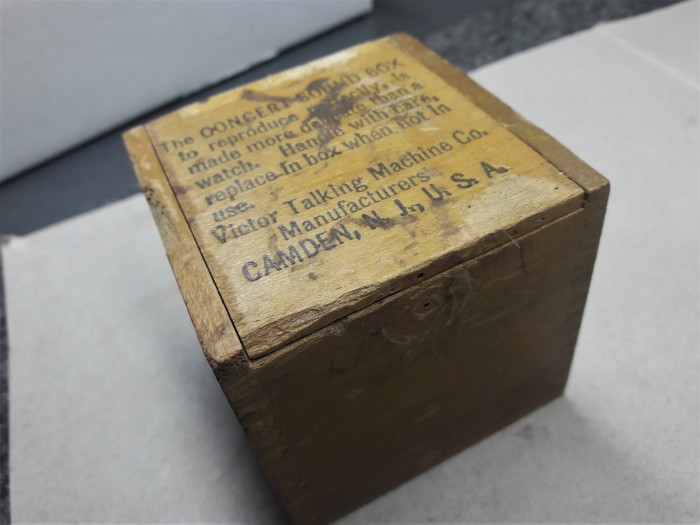 The CONCERT SOUND BOX
to reproduce perfectly, is
made more delicate than a
watch. Handle with care,
replace in box when not in
use.
Victor Talking Machine Co.
Manufacturers
CAMDEN, N. J., U. S. A.